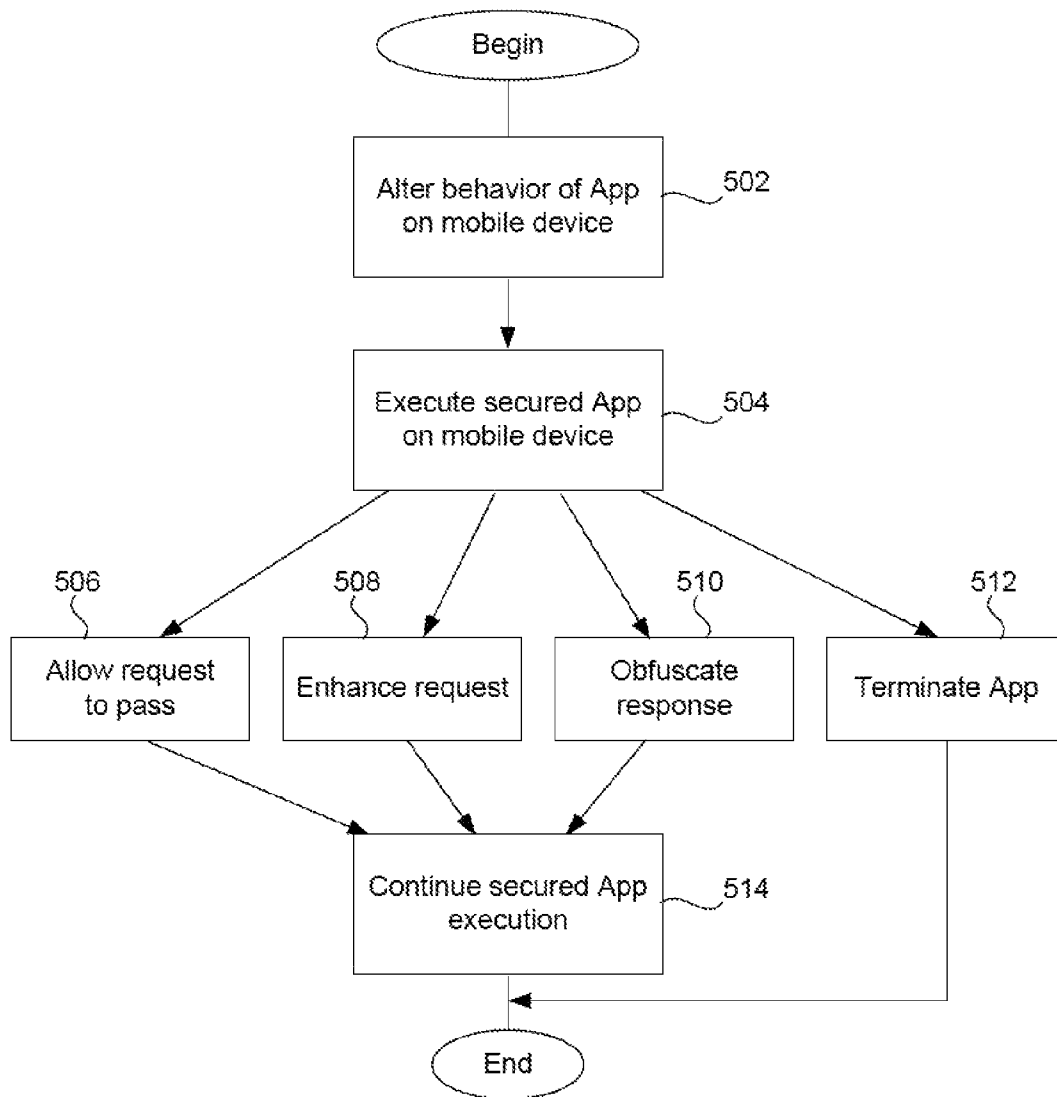 Begin
Alter behavior of App
on mobile device
502
Execute secured App
on mobile device
504
506
508
510
512
Allow request
to pass
Enhance request
Obfuscate
response
Terminate App
Continue secured App
execution
514
End